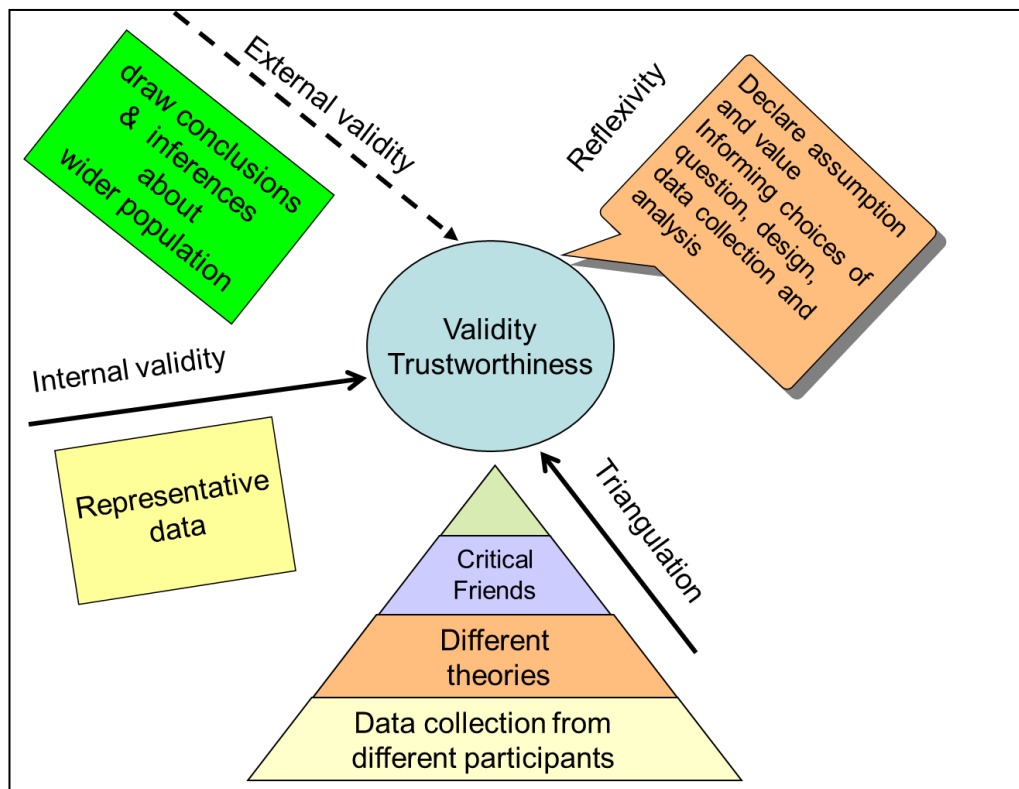 External validity
draw conclusions
& inferences
about
wider population
Reflexivity
Declare assumption
and value
Informing choices of
question, design,
data collection and
analysis
Validity
Trustworthiness
Internal validity
Representative
data
Triangulation
Critical
Friends
Different
theories
Data collection from
different participants